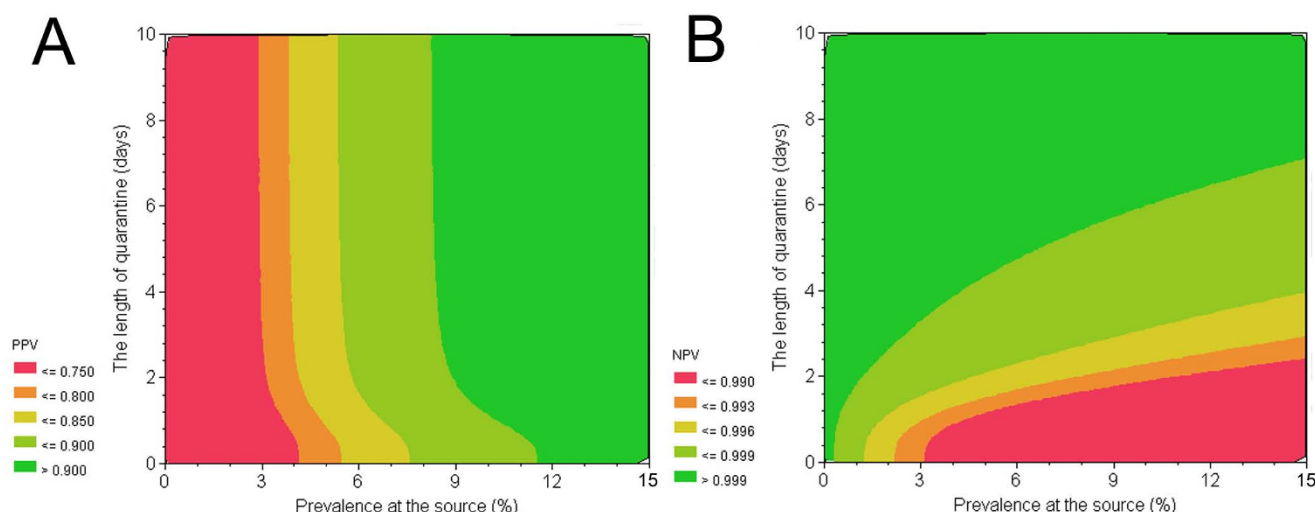 A
10
8
6
4
2
0
The length of quarantine (days)
0 3 6 9 12 15
Prevalence at the source (%)
PPV
<= 0.750
<= 0.800
<= 0.850
<= 0.900
> 0.900
B
10
8
6
4
2
0
The length of quarantine (days)
0 3 6 9 12 15
Prevalence at the source (%)
NPV
<= 0.990
<= 0.993
<= 0.996
<= 0.999
> 0.999